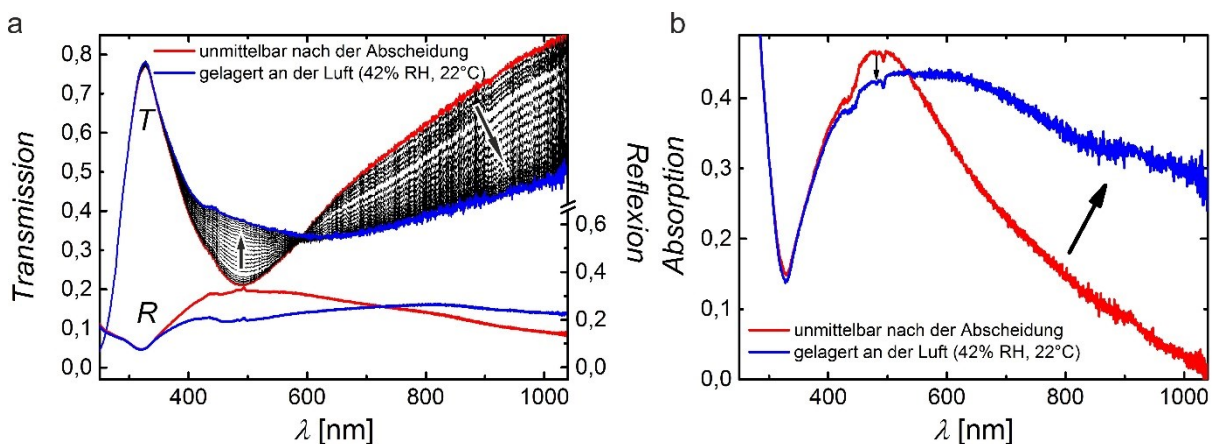 a
0,8
0,7
0,6
0,5
0,4
0,3
0,2
0,1
0,0
Transmission
unmittelbar nach der Abscheidung
gelagert an der Luft (42% RH, 22°C)
T
R
0,6
0,4
0,2
0,0
Reflexion
400
600
800
1000
λ [nm]
b
0,4
0,3
0,2
0,1
0,0
Absorption
unmittelbar nach der Abscheidung
gelagert an der Luft (42% RH, 22°C)
400
600
800
1000
λ [nm]